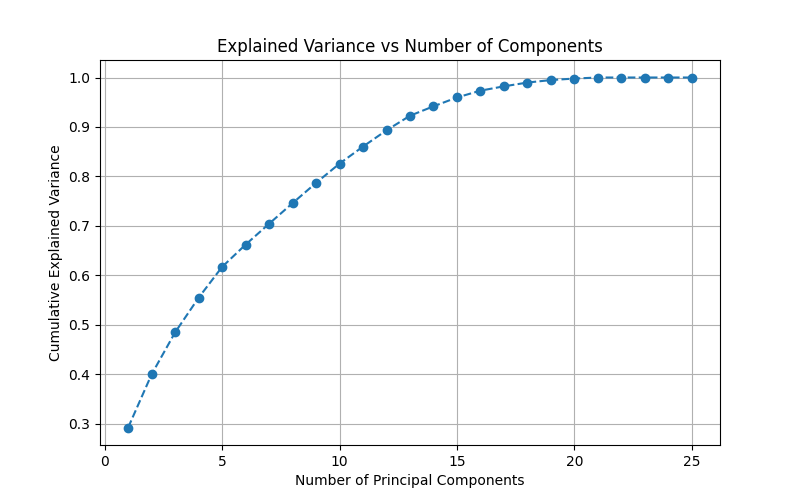 Explained Variance vs Number of Components
1.0
0.9
0.8
0.7
0.6
0.5
0.4
0.3
Cumulative Explained Variance
0 5 10 15 20 25
Number of Principal Components